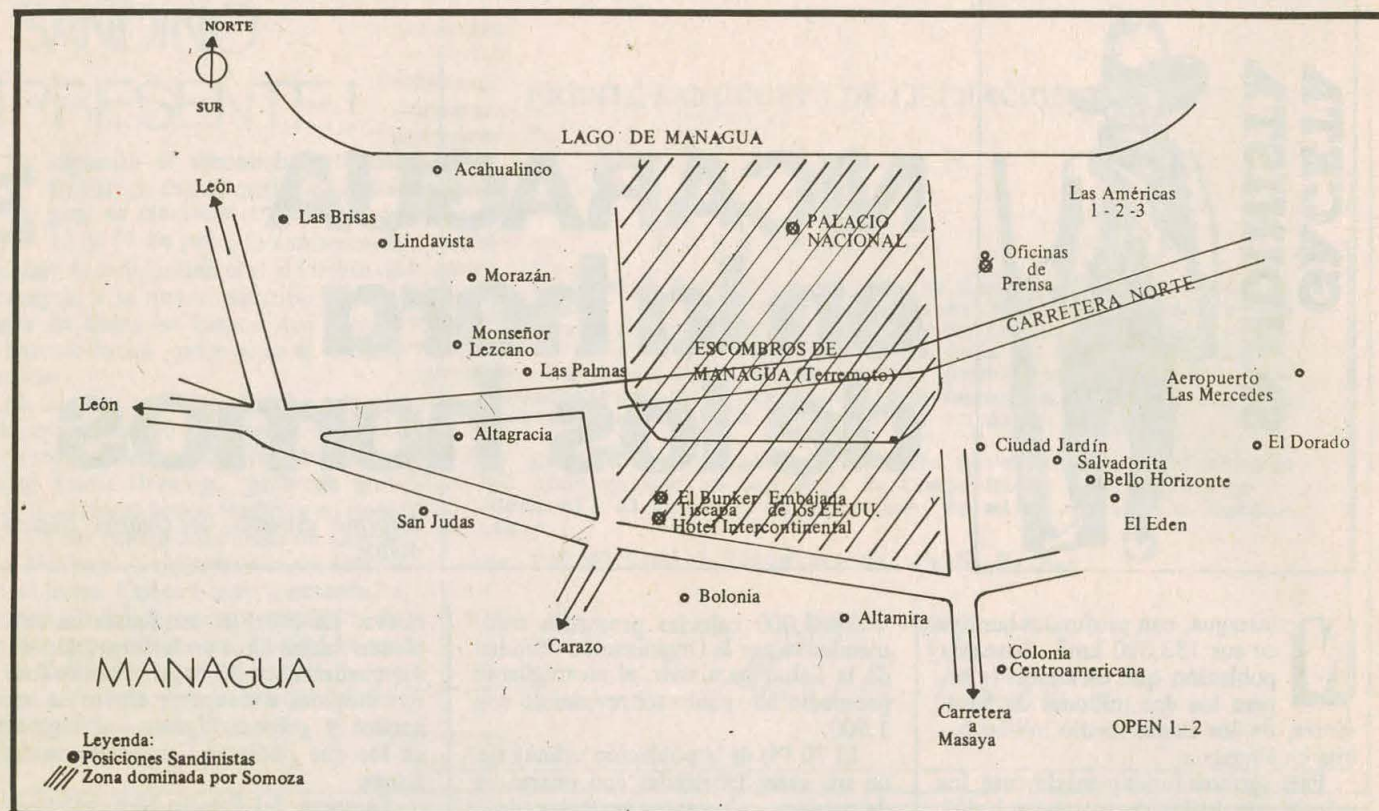 NORTE
SUR
LAGO DE MANAGUA
León
Acahualinco
Las Brisas
Lindavista
Morazán
Monseñor
Lezcano
Las Palmas
León
Altagracia
San Judas
PALACIO
NACIONAL
Las Américas
1 - 2 - 3
Oficinas
de
Prensa
CARRETERA NORTE
ESCOMBROS DE
MANAGUA (Terremoto)
Aeropuerto
Las Mercedes
El Dorado
Ciudad Jardín
Salvadorita
Bello Horizonte
El Eden
El Bunker Embajada
Tiscapa de los EE.UU.
Hotel Intercontinental
Bolonia
Altamira
Carazo
Colonia
Centroamericana
Carretera
a
Masaya
OPEN 1-2
MANAGUA
Leyenda:
Posiciones Sandinistas
Zona dominada por Somoza